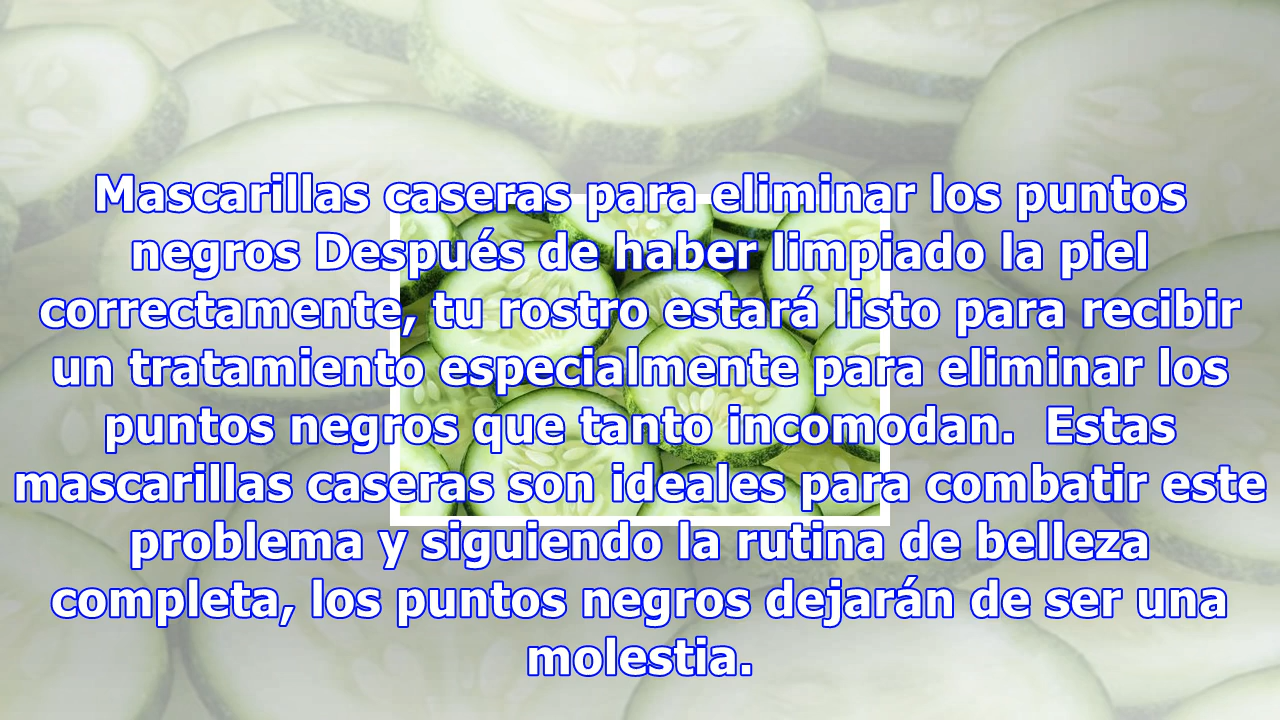 Mascarillas caseras para eliminar los puntos
negros Después de haber limpiado la piel
correctamente, tu rostro estará listo para recibir
un tratamiento especialmente para eliminar los
puntos negros que tanto incomodan.  Estas
mascarillas caseras son ideales para combatir este
problema y siguiendo la rutina de belleza
completa, los puntos negros dejarán de ser una
molestia.